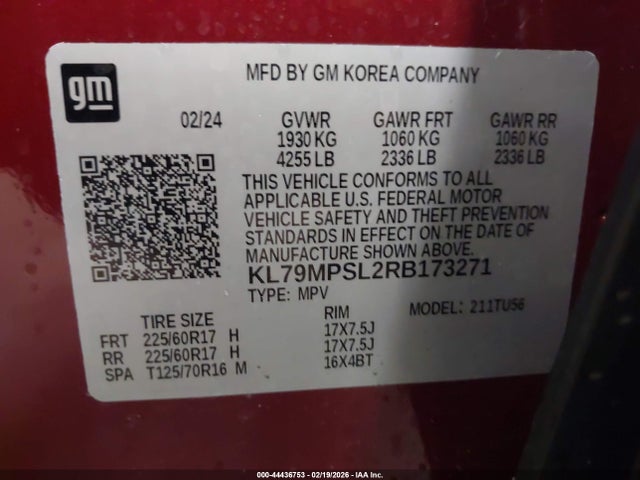 gm
MFD BY GM KOREA COMPANY
02/24 GVWR GAWR FRT GAWR RR
1930 KG 1060 KG 1060 KG
4255 LB 2336 LB 2336 LB
THIS VEHICLE CONFORMS TO ALL
APPLICABLE U.S. FEDERAL MOTOR
VEHICLE SAFETY AND THEFT PREVENTION
STANDARDS IN EFFECT ON THE DATE OF
MANUFACTURE SHOWN ABOVE.
KL79MPSL2RB173271
TYPE: MPV MODEL: 211TU56
TIRE SIZE RIM
FRT 225/60R17 H 17X7.5J
RR 225/60R17 H 17X7.5J
SPA T125/70R16 M 16X4BT
000-44436753 - 02/19/2026 - IAA Inc.